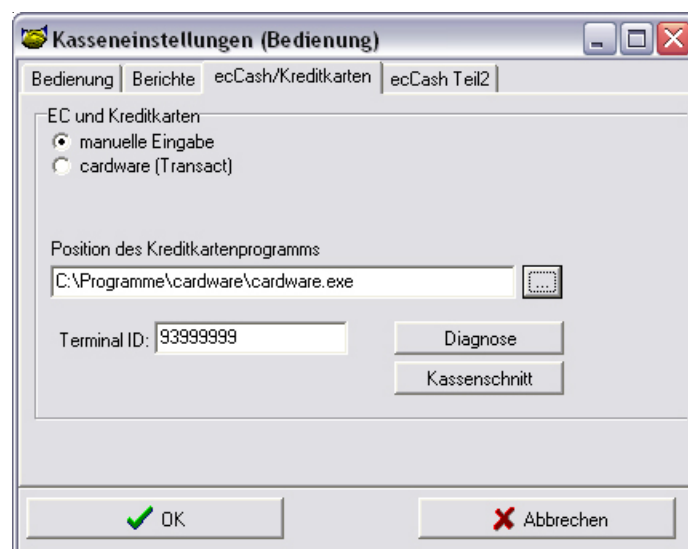 Kasseneinstellungen (Bedienung)
Bedienung Berichte ecCash/Kreditkarten ecCash Teil2
EC und Kreditkarten
manuelle Eingabe
cardware (Transact)
Position des Kreditkartenprogramms
C:\Programme\cardware\cardware.exe ...
Terminal ID: 93999999 Diagnose
Kassenschnitt
OK Abbrechen